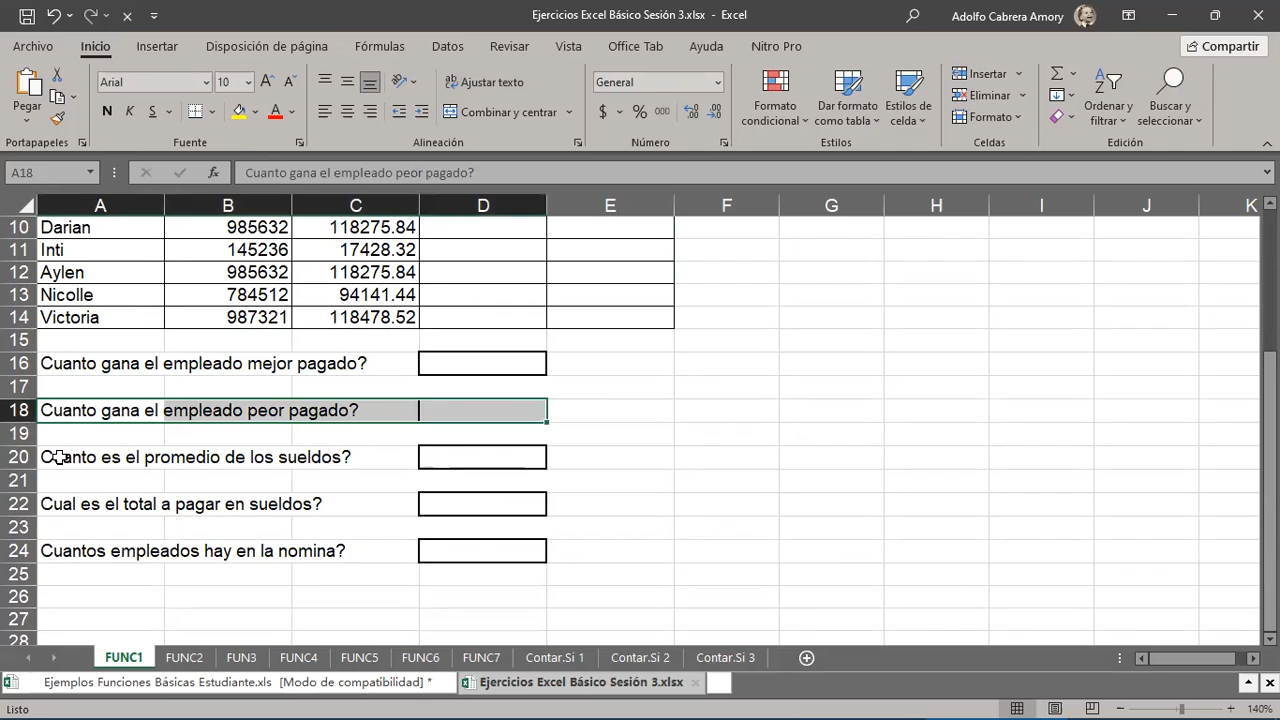 Ejercicios Excel Básico Sesión 3.xlsx - Excel
Adolfo Cabrera Amory
Archivo Inicio Insertar Disposición de página Fórmulas Datos Revisar Vista Office Tab Ayuda Nitro Pro Compartir
Pegar
Arial 10
N K S
Ajustar texto
Combinar y centrar
General
$ % 000
Formato condicional
Dar formato como tabla
Estilos de celda
Insertar
Eliminar
Formato
Ordenar y filtrar
Buscar y seleccionar
Portapapeles Fuente Alineación Número Estilos Celdas Edición
A18 fx Cuanto gana el empleado peor pagado?
A B C D E F G H I J K
10 Darian 985632 118275.84
11 Inti 145236 17428.32
12 Aylen 985632 118275.84
13 Nicolle 784512 94141.44
14 Victoria 987321 118478.52
15
16 Cuanto gana el empleado mejor pagado?
17
18 Cuanto gana el empleado peor pagado?
19
20 Cuanto es el promedio de los sueldos?
21
22 Cual es el total a pagar en sueldos?
23
24 Cuantos empleados hay en la nomina?
25
26
27
28
FUNC1 FUNC2 FUN3 FUNC4 FUNC5 FUNC6 FUNC7 Contar.Si 1 Contar.Si 2 Contar.Si 3
Ejemplos Funciones Básicas Estudiante.xls [Modo de compatibilidad] * Ejercicios Excel Básico Sesión 3.xlsx
Listo 140%